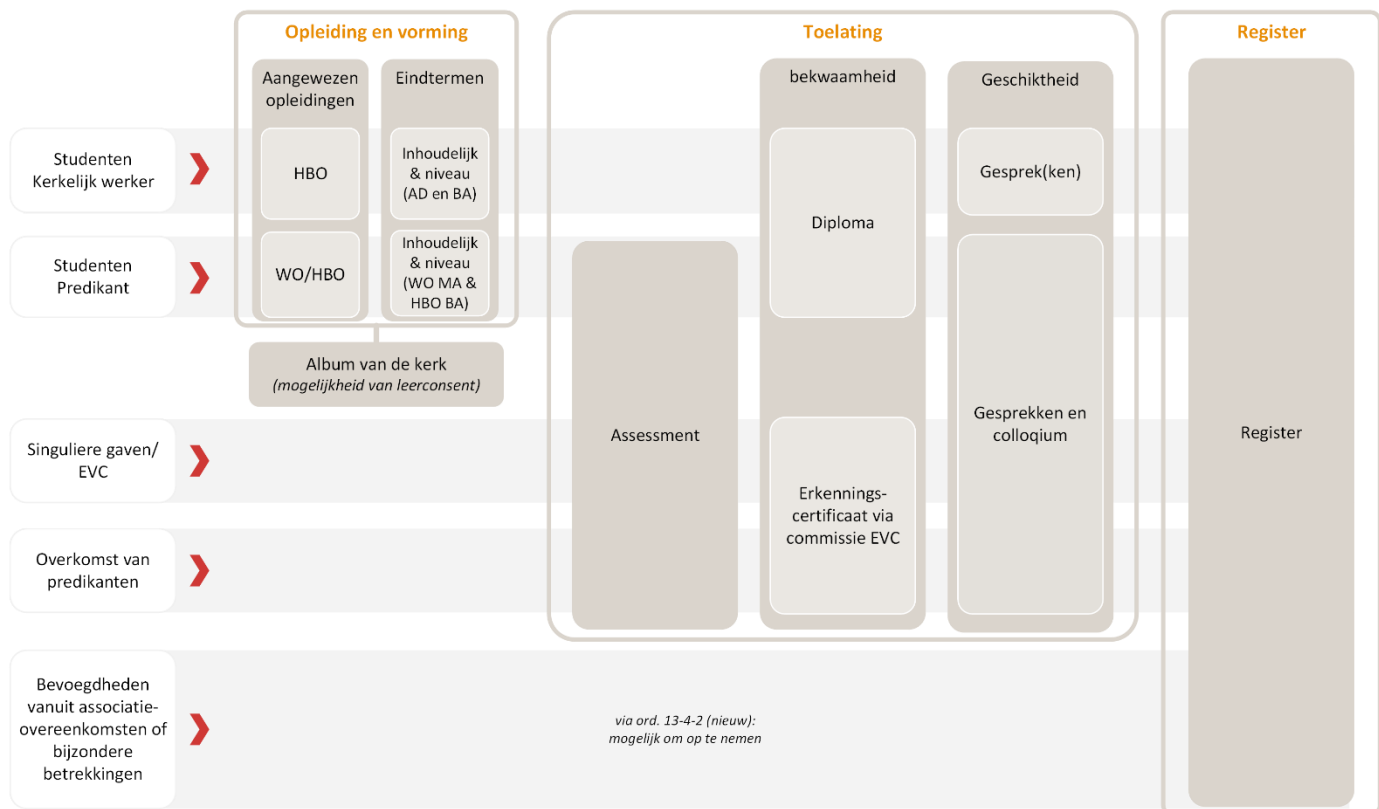 Opleiding en vorming
Toelating
Register
Aangewezen
opleidingen
Eindtermen
bekwaamheid
Geschiktheid
Studenten
Kerkelijk werker
HBO
Inhoudelijk
& niveau
(AD en BA)
Diploma
Gesprek(ken)
Studenten
Predikant
WO/HBO
Inhoudelijk
& niveau
(WO MA &
HBO BA)
Album van de kerk
(mogelijkheid van leerconsent)
Assessment
Gesprekken en
colloqium
Register
Singuliere gaven/
EVC
Erkennings-
certificaat via
commissie EVC
Overkomst van
predikanten
Bevoegdheden
vanuit associatie-
overeenkomsten of
bijzondere
betrekkingen
via ord. 13-4-2 (nieuw):
mogelijk om op te nemen